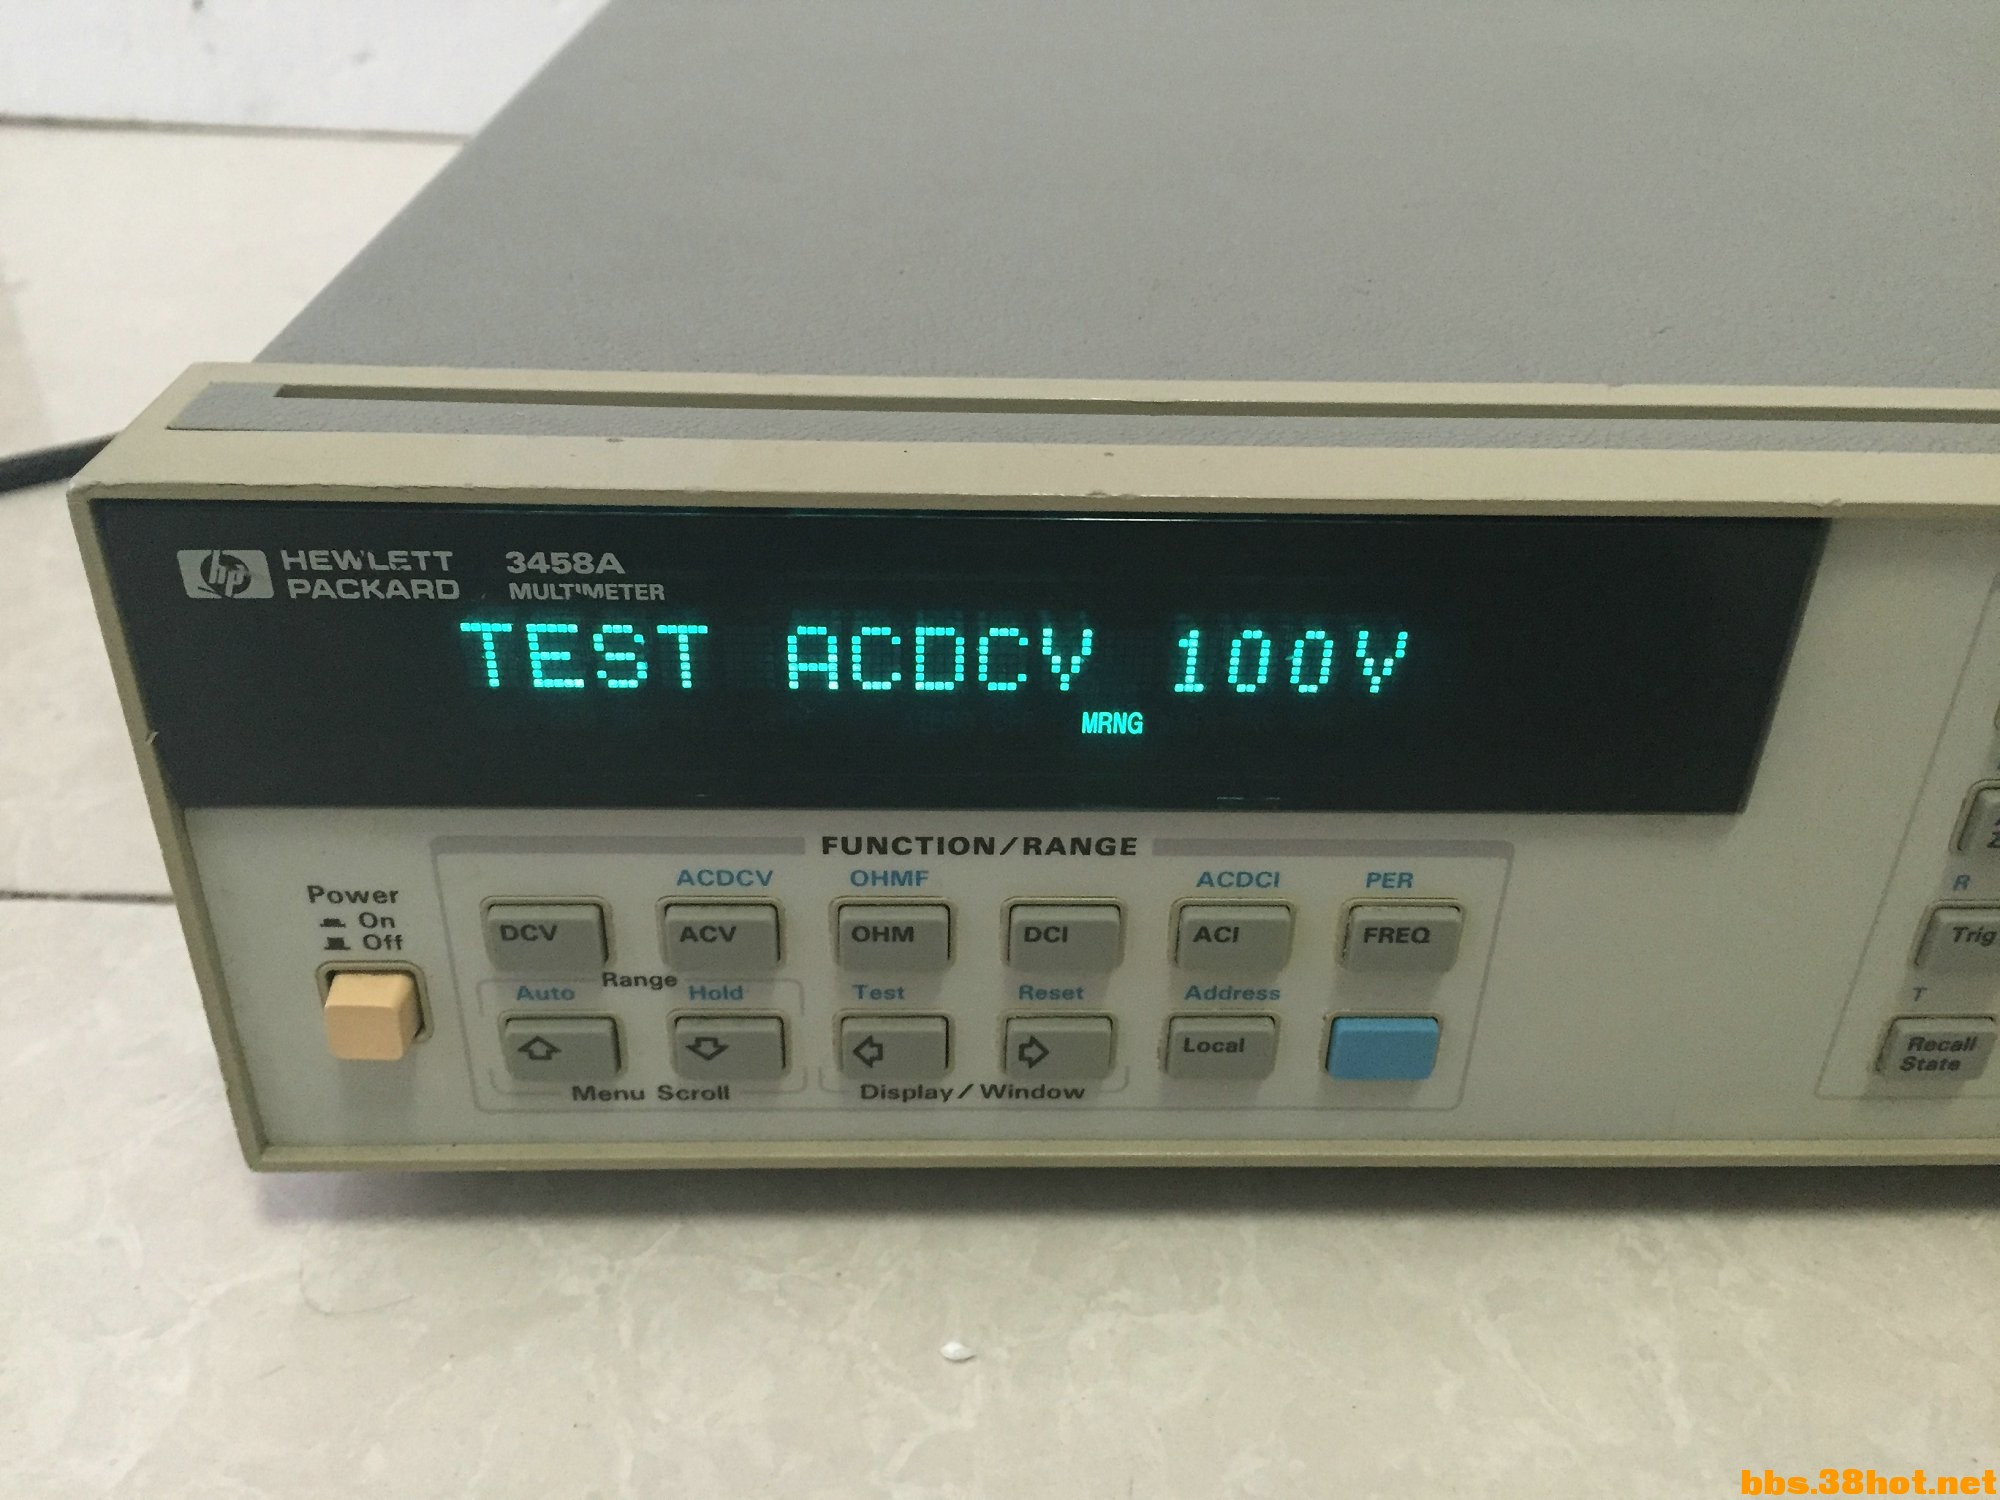 hp HEWLETT PACKARD 3458A MULTIMETER
TEST ACDCV 100V
MRNG
FUNCTION/RANGE
Power
On
Off
ACDCV OHMF ACDCI PER
DCV ACV OHM DCI ACI FREQ
Range
Auto Hold Test Reset Address
Local
Menu Scroll Display/Window
R
Trig
T
Recall State
bbs.38hot.net